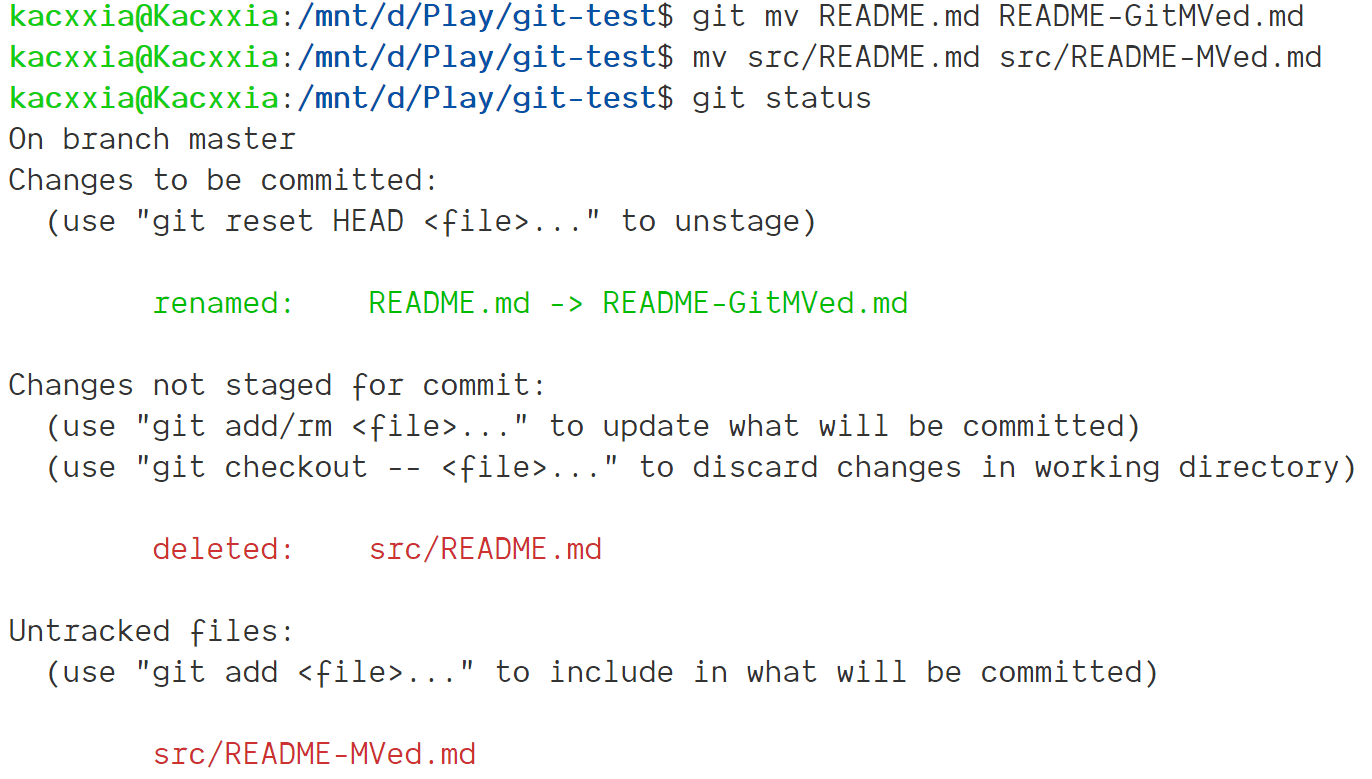 kacxxia@Kacxxia:/mnt/d/Play/git-test$ git mv README.md README-GitMVed.md
kacxxia@Kacxxia:/mnt/d/Play/git-test$ mv src/README.md src/README-MVed.md
kacxxia@Kacxxia:/mnt/d/Play/git-test$ git status
On branch master
Changes to be committed:
  (use "git reset HEAD <file>..." to unstage)

        renamed:    README.md -> README-GitMVed.md

Changes not staged for commit:
  (use "git add/rm <file>..." to update what will be committed)
  (use "git checkout -- <file>..." to discard changes in working directory)

        deleted:    src/README.md

Untracked files:
  (use "git add <file>..." to include in what will be committed)

        src/README-MVed.md